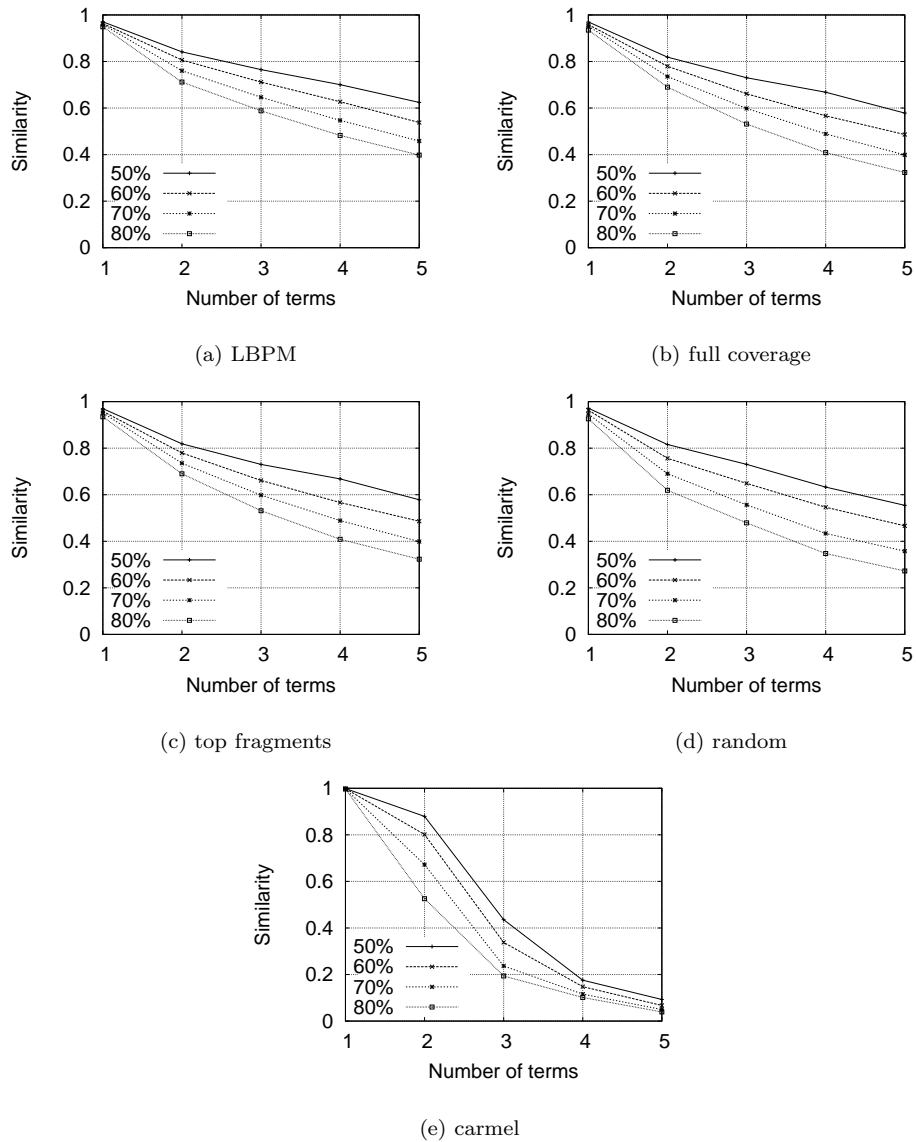 1
0.8
0.6
0.4
0.2
0
Similarity
50%
60%
70%
80%
1 2 3 4 5
Number of terms
(a) LBPM
1
0.8
0.6
0.4
0.2
0
Similarity
50%
60%
70%
80%
1 2 3 4 5
Number of terms
(b) full coverage
1
0.8
0.6
0.4
0.2
0
Similarity
50%
60%
70%
80%
1 2 3 4 5
Number of terms
(c) top fragments
1
0.8
0.6
0.4
0.2
0
Similarity
50%
60%
70%
80%
1 2 3 4 5
Number of terms
(d) random
1
0.8
0.6
0.4
0.2
0
Similarity
50%
60%
70%
80%
1 2 3 4 5
Number of terms
(e) carmel